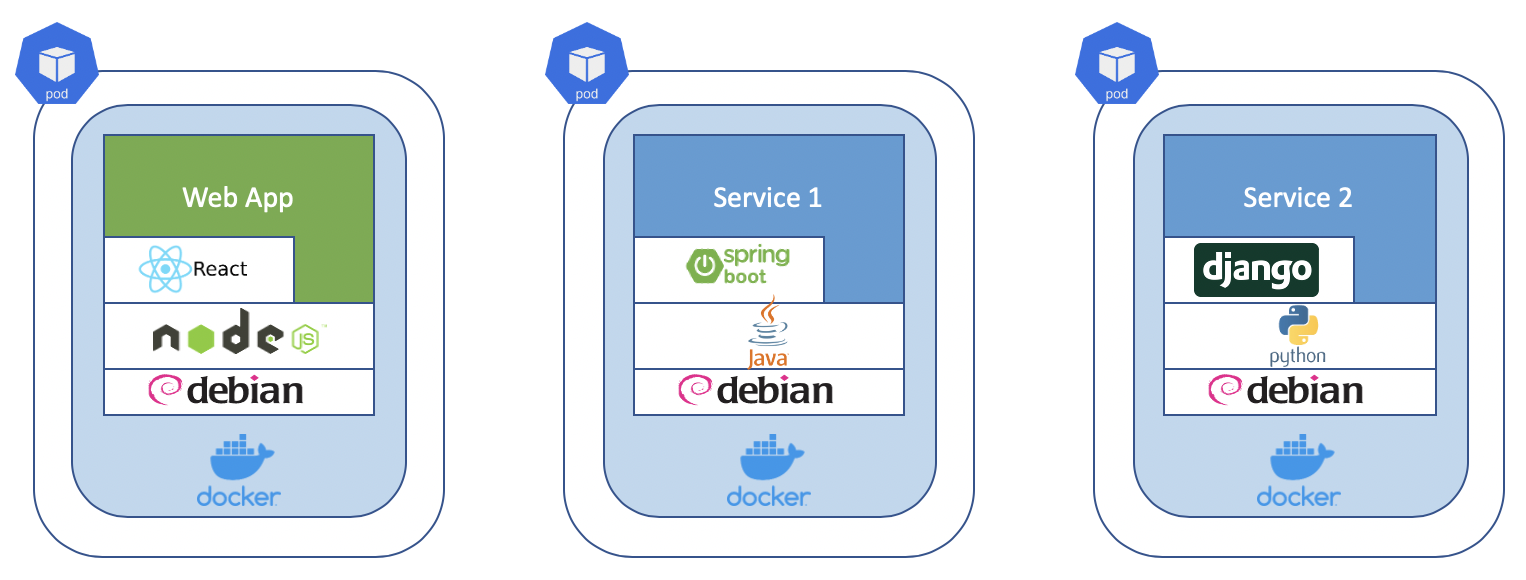 pod
Web App
React
node JS
debian
docker
pod
Service 1
spring
boot
Java
debian
docker
pod
Service 2
django
python
debian
docker